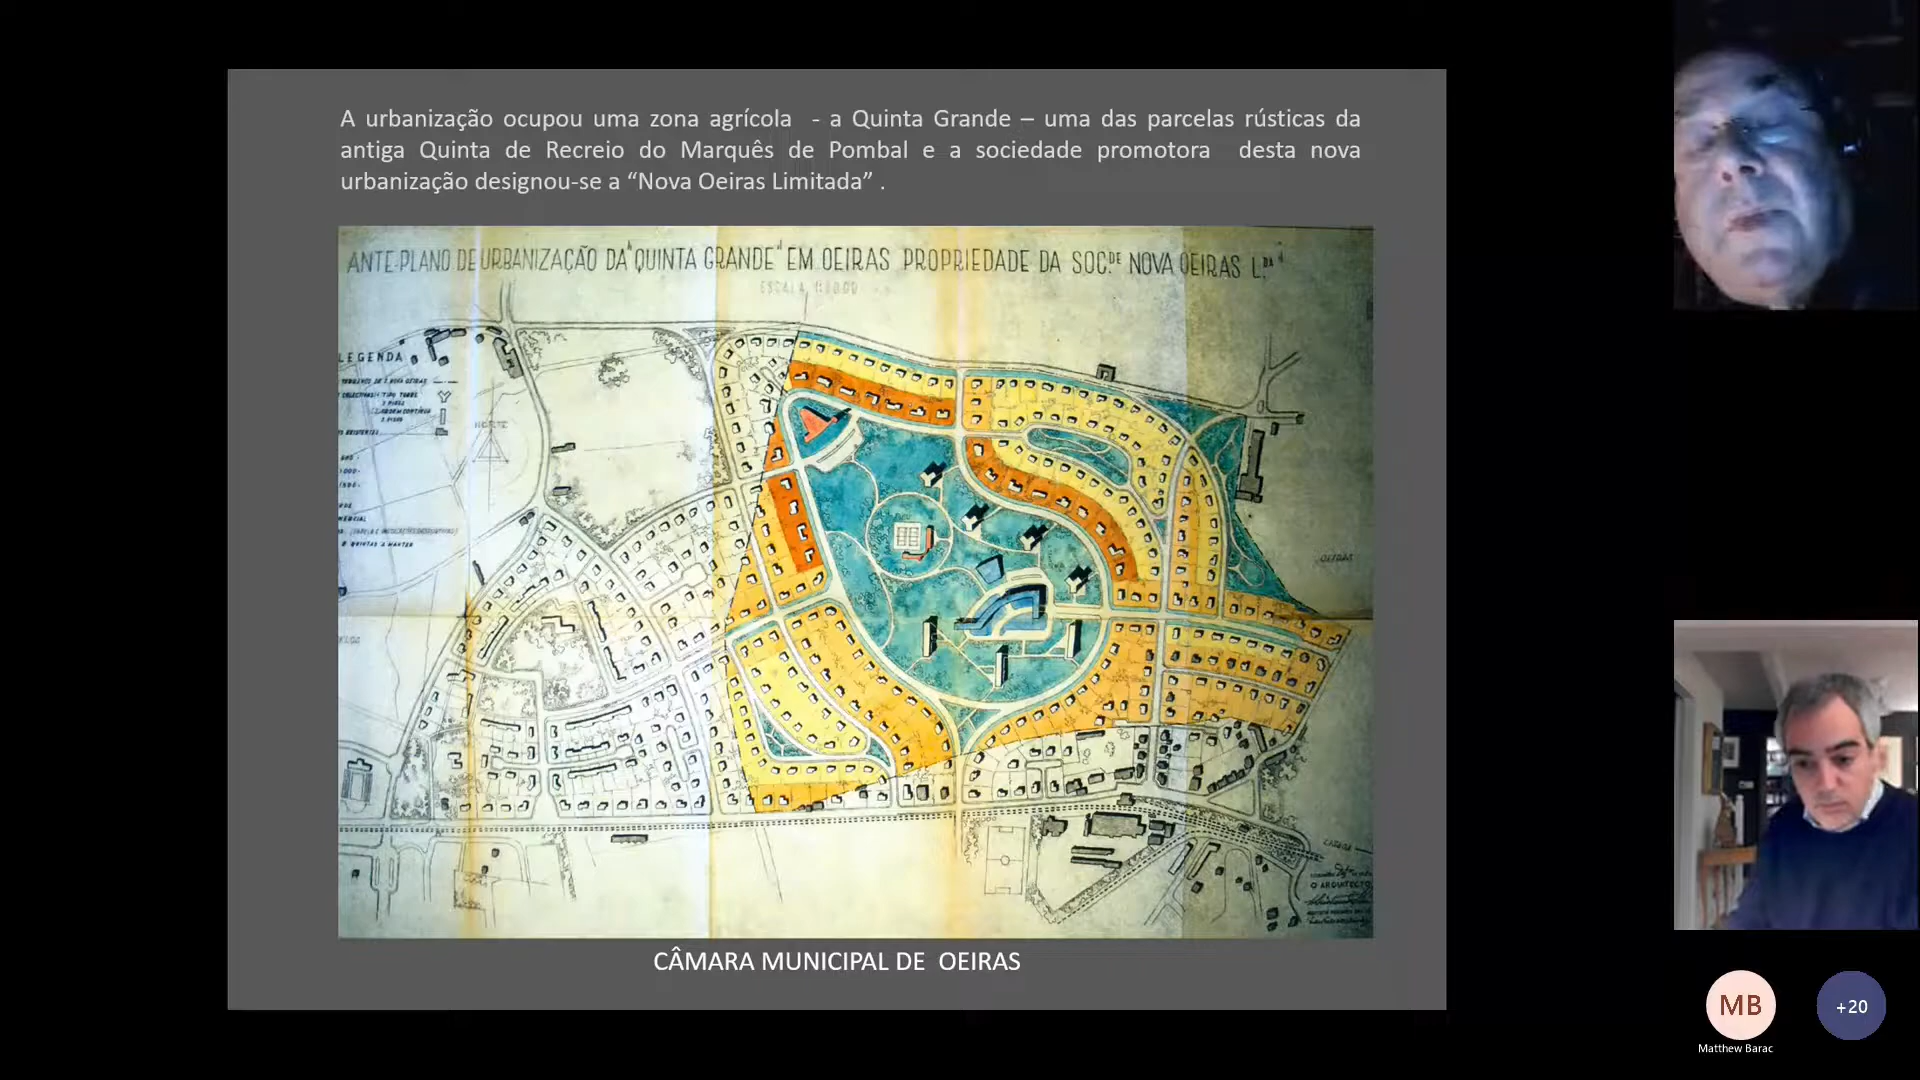 A urbanização ocupou uma zona agrícola - a Quinta Grande – uma das parcelas rústicas da
antiga Quinta de Recreio do Marquês de Pombal e a sociedade promotora desta nova
urbanização designou-se a “Nova Oeiras Limitada” .
ANTE-PLANO DE URBANIZAÇÃO DA "QUINTA GRANDE" EM OEIRAS PROPRIEDADE DA SOC.DE NOVA OEIRAS L.DA
LEGENDA
NORTE
OEIRAS
O ARQUITECTO
CÂMARA MUNICIPAL DE OEIRAS
MB
+20
Matthew Barac